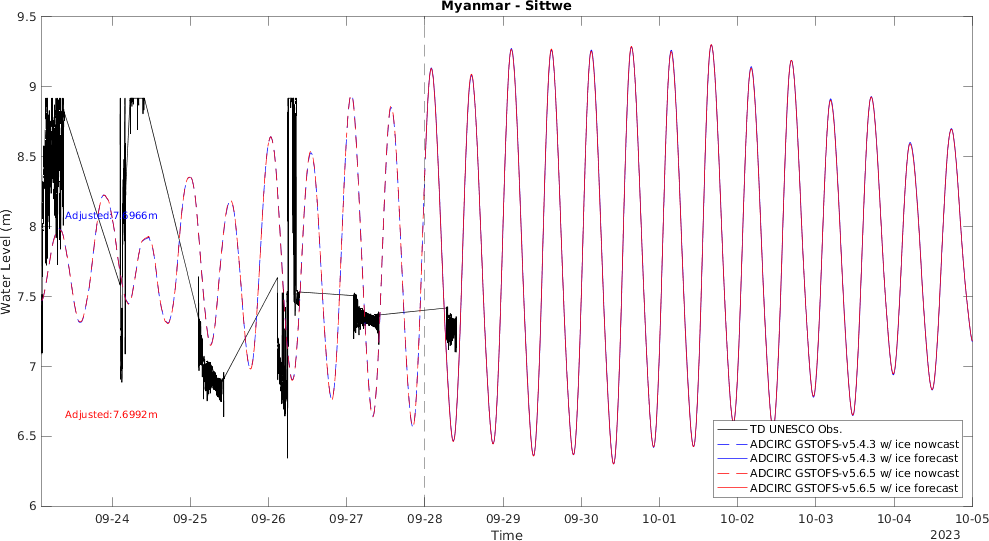 Myanmar - Sittwe
9.5
9
8.5
8
7.5
7
6.5
6
Water Level (m)
Adjusted:7.6966m
Adjusted:7.6992m
TD UNESCO Obs.
ADCIRC GSTOFS-v5.4.3 w/ ice nowcast
ADCIRC GSTOFS-v5.4.3 w/ ice forecast
ADCIRC GSTOFS-v5.6.5 w/ ice nowcast
ADCIRC GSTOFS-v5.6.5 w/ ice forecast
09-24 09-25 09-26 09-27 09-28 09-29 09-30 10-01 10-02 10-03 10-04 10-05
Time
2023